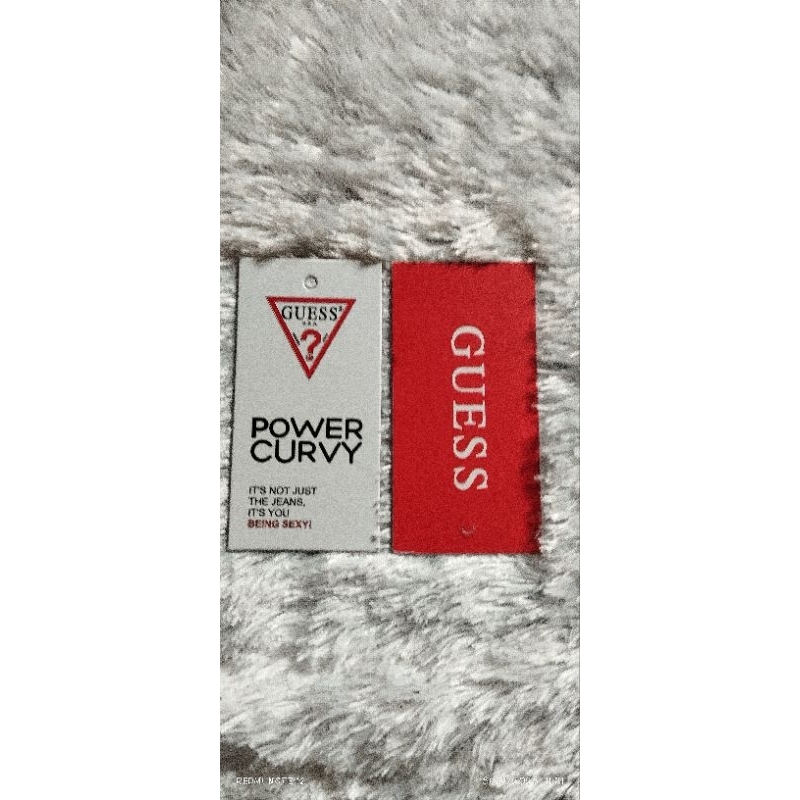 GUESS
U.S.A.
?
POWER
CURVY
IT'S NOT JUST
THE JEANS,
IT'S YOU
BEING SEXY!
GUESS